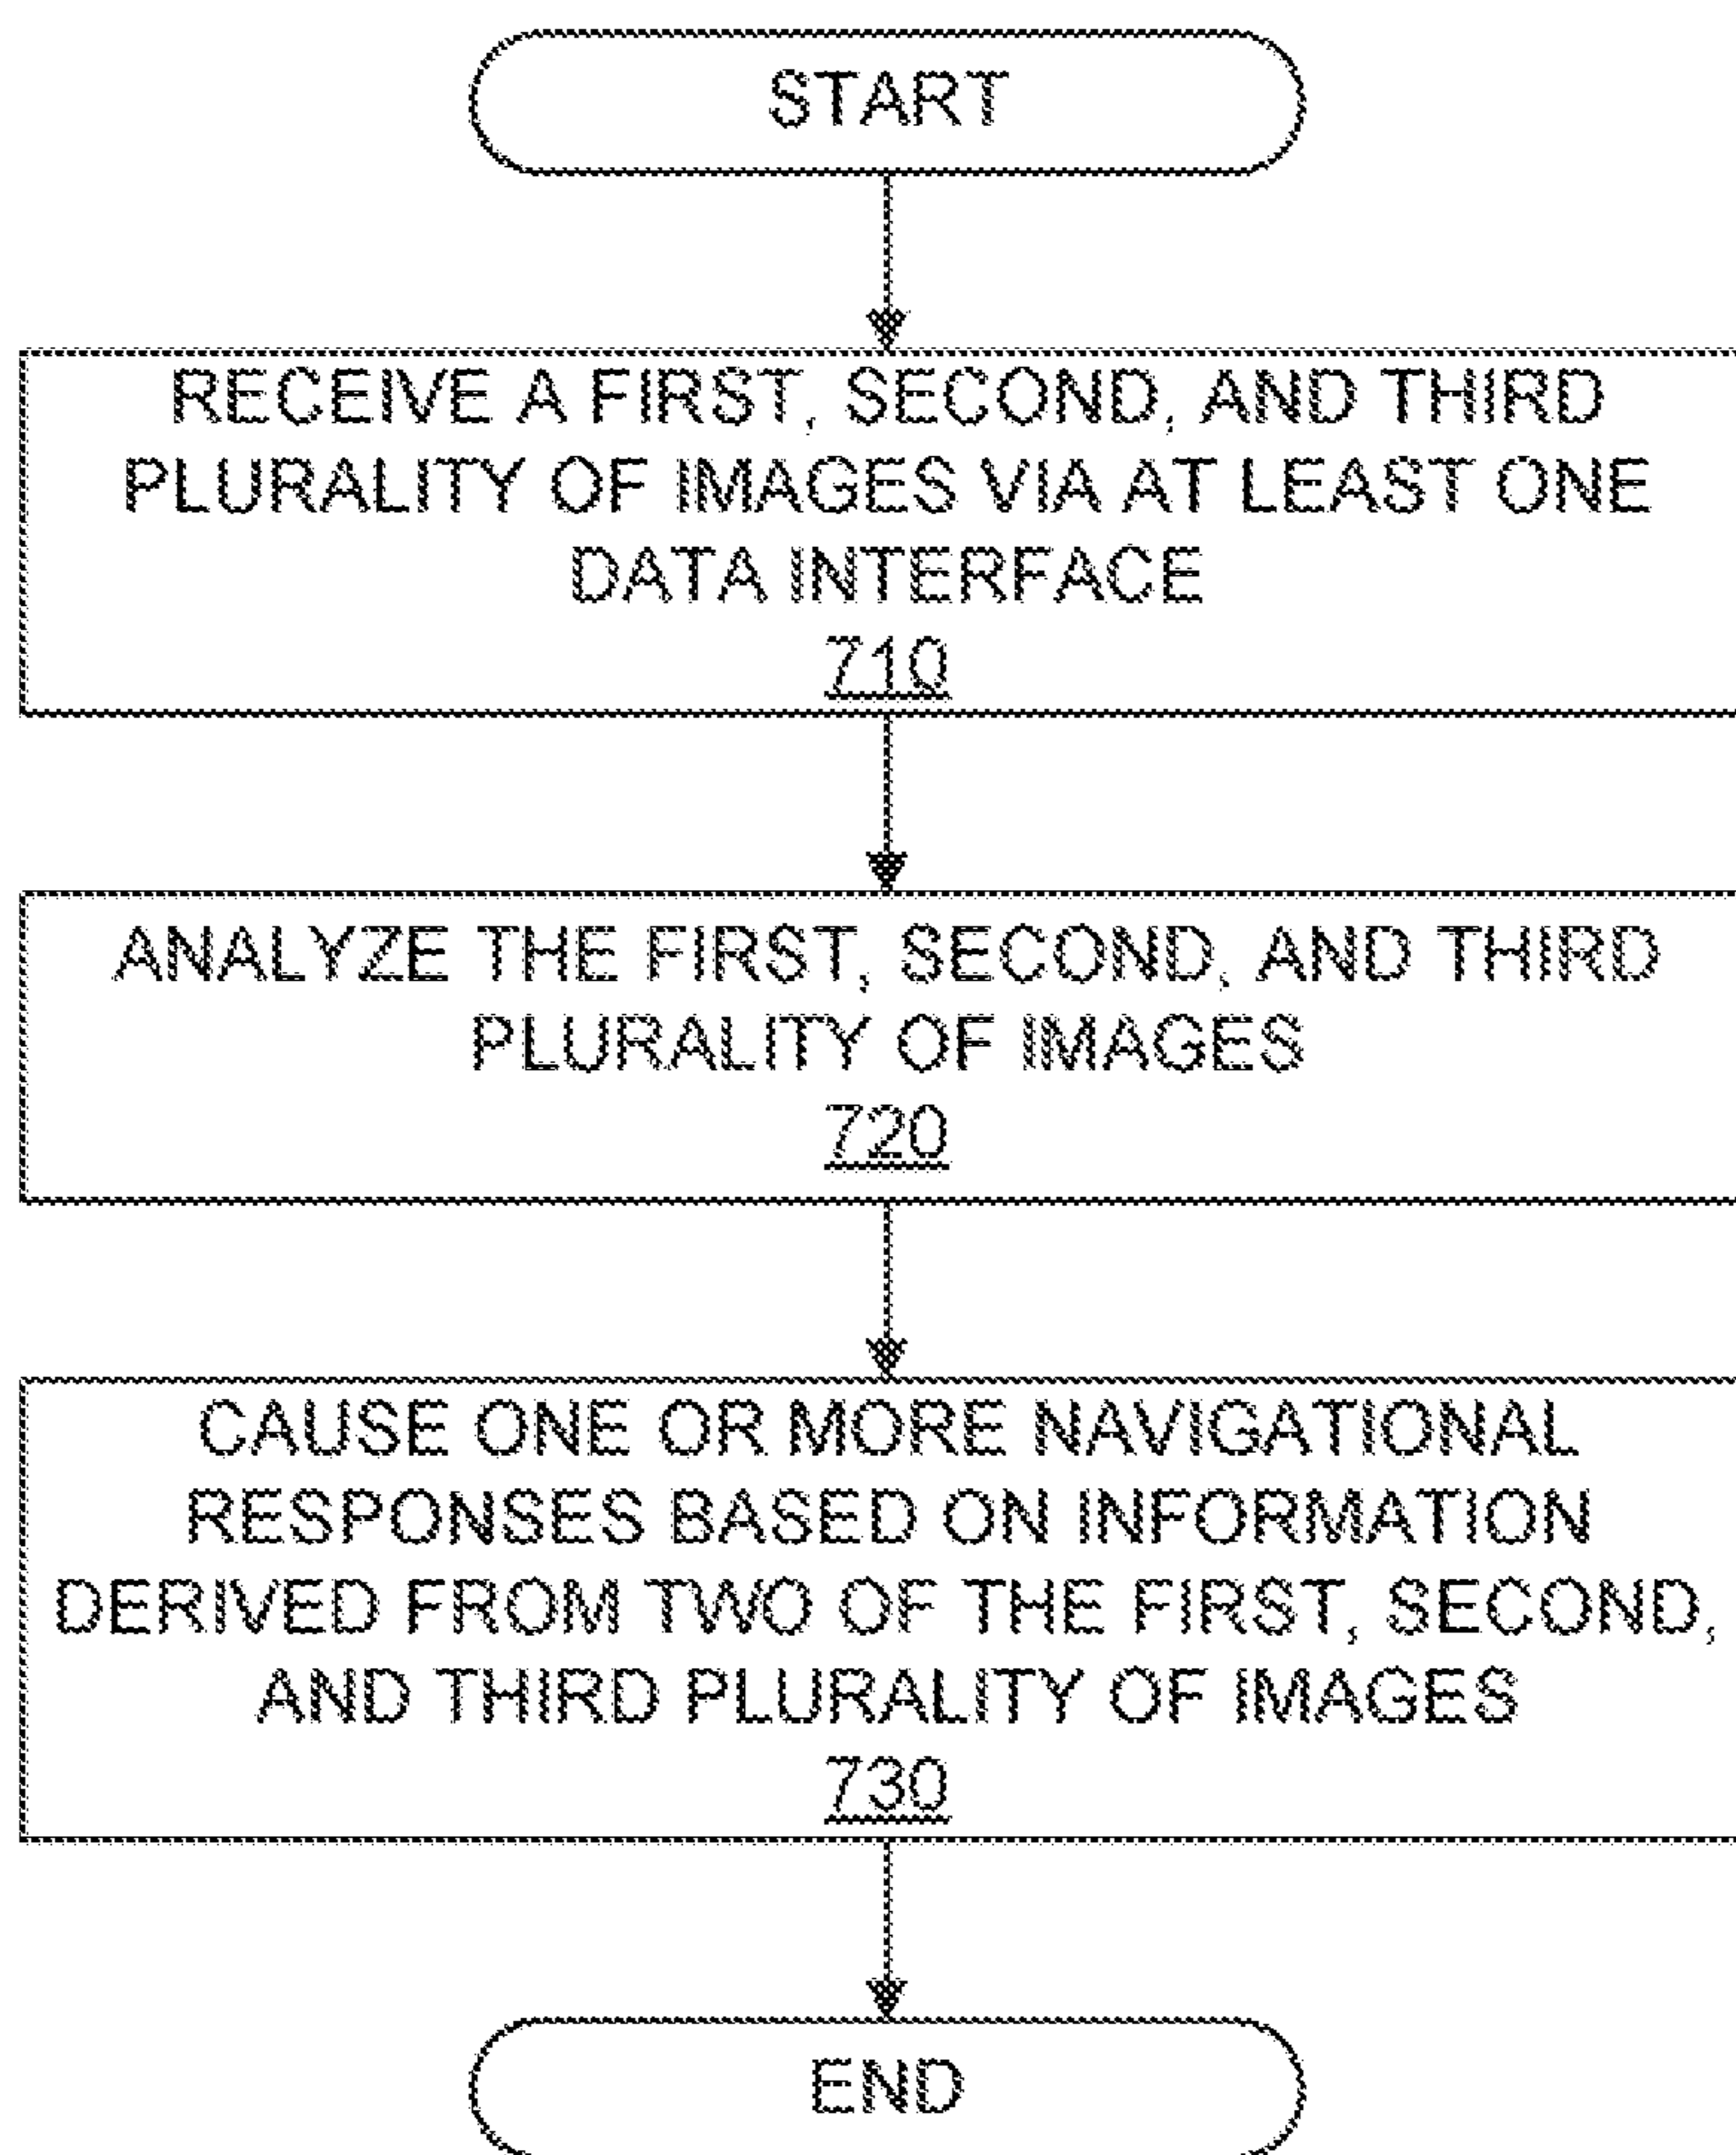 START
RECEIVE A FIRST, SECOND, AND THIRD
PLURALITY OF IMAGES VIA AT LEAST ONE
DATA INTERFACE
710
ANALYZE THE FIRST, SECOND, AND THIRD
PLURALITY OF IMAGES
720
CAUSE ONE OR MORE NAVIGATIONAL
RESPONSES BASED ON INFORMATION
DERIVED FROM TWO OF THE FIRST, SECOND,
AND THIRD PLURALITY OF IMAGES
730
END